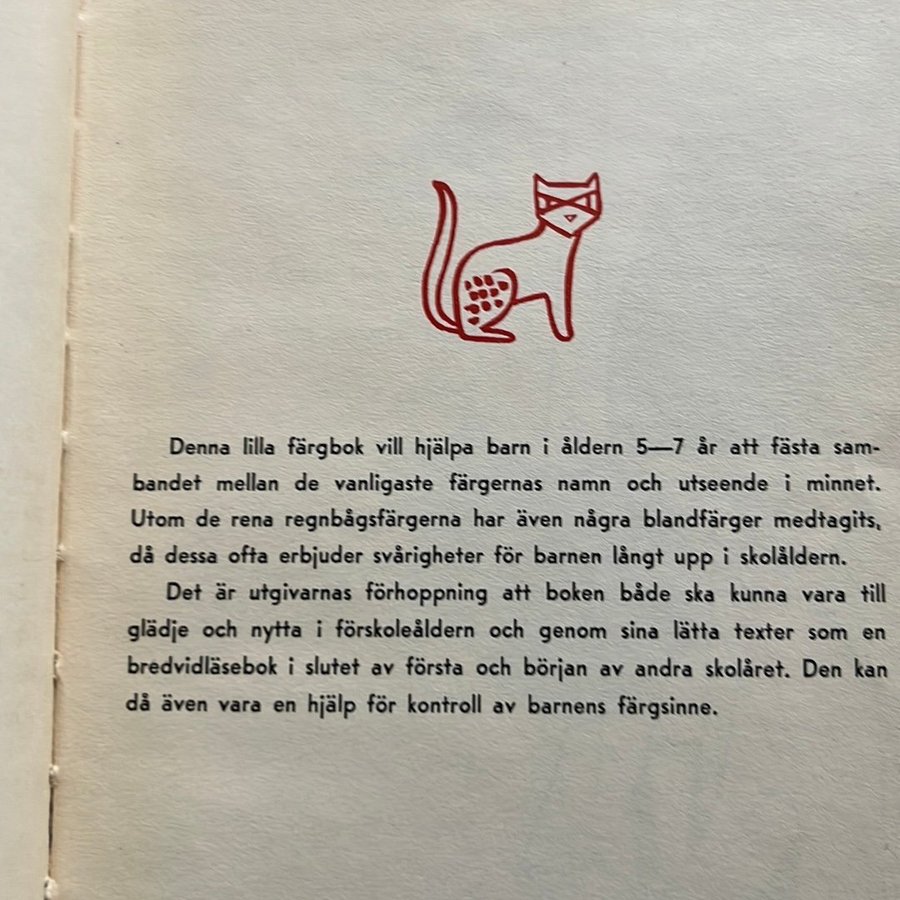 Denna lilla färgbok vill hjälpa barn i åldern 5—7 år att fästa sam-
bandet mellan de vanligaste färgernas namn och utseende i minnet.
Utom de rena regnbågsfärgerna har även några blandfärger medtagits,
då dessa ofta erbjuder svårigheter för barnen långt upp i skolåldern.
Det är utgivarnas förhoppning att boken både ska kunna vara till
glädje och nytta i förskoleåldern och genom sina lätta texter som en
bredvidläsebok i slutet av första och början av andra skolåret. Den kan
då även vara en hjälp för kontroll av barnens färgsinne.